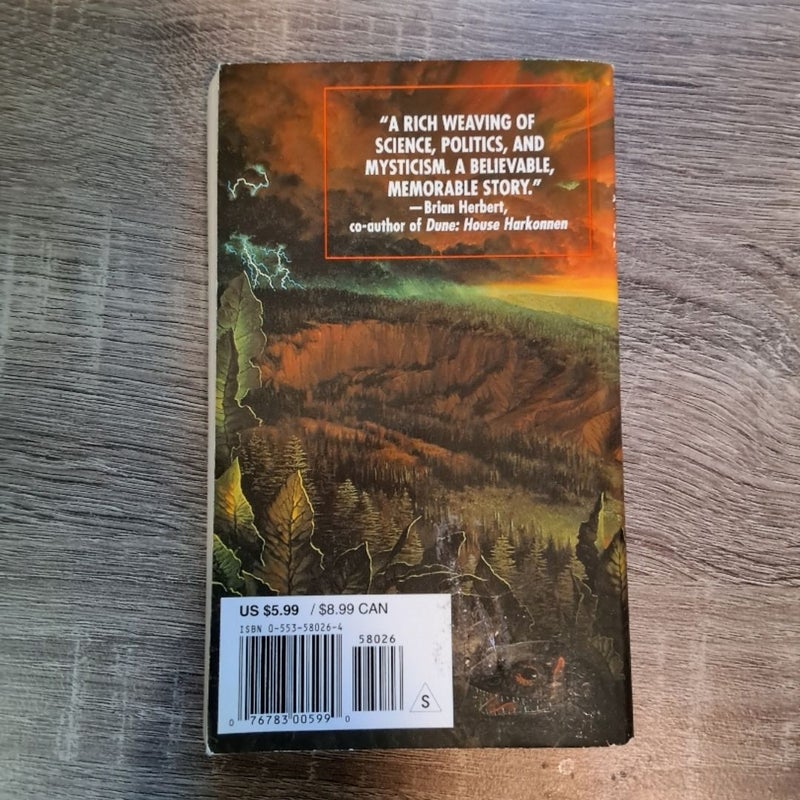 “A RICH WEAVING OF
SCIENCE, POLITICS, AND
MYSTICISM. A BELIEVABLE,
MEMORABLE STORY.”
—Brian Herbert,
co-author of Dune: House Harkonnen
US $5.99 / $8.99 CAN
ISBN 0-553-58026-4
58026
S
0 76783 00599 0